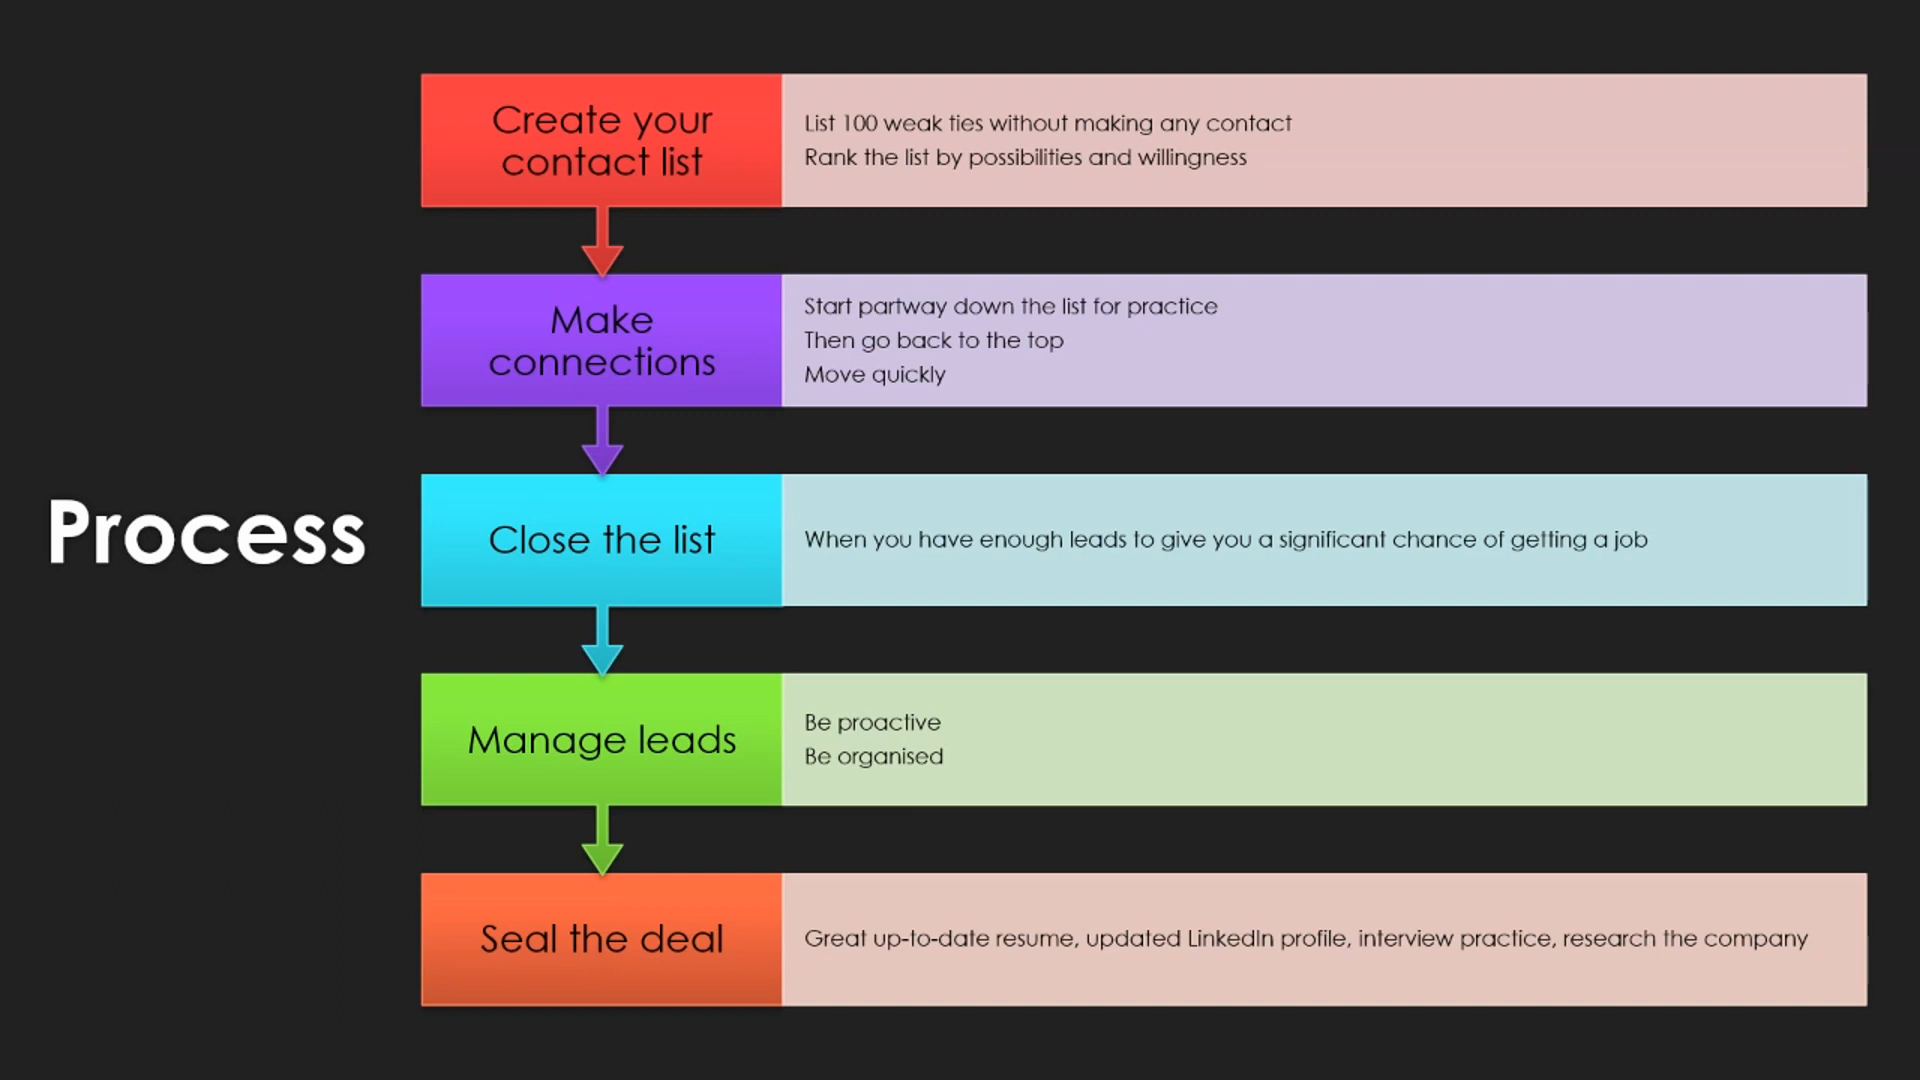 Process
Create your
contact list
List 100 weak ties without making any contact
Rank the list by possibilities and willingness
Make
connections
Start partway down the list for practice
Then go back to the top
Move quickly
Close the list
When you have enough leads to give you a significant chance of getting a job
Manage leads
Be proactive
Be organised
Seal the deal
Great up-to-date resume, updated LinkedIn profile, interview practice, research the company